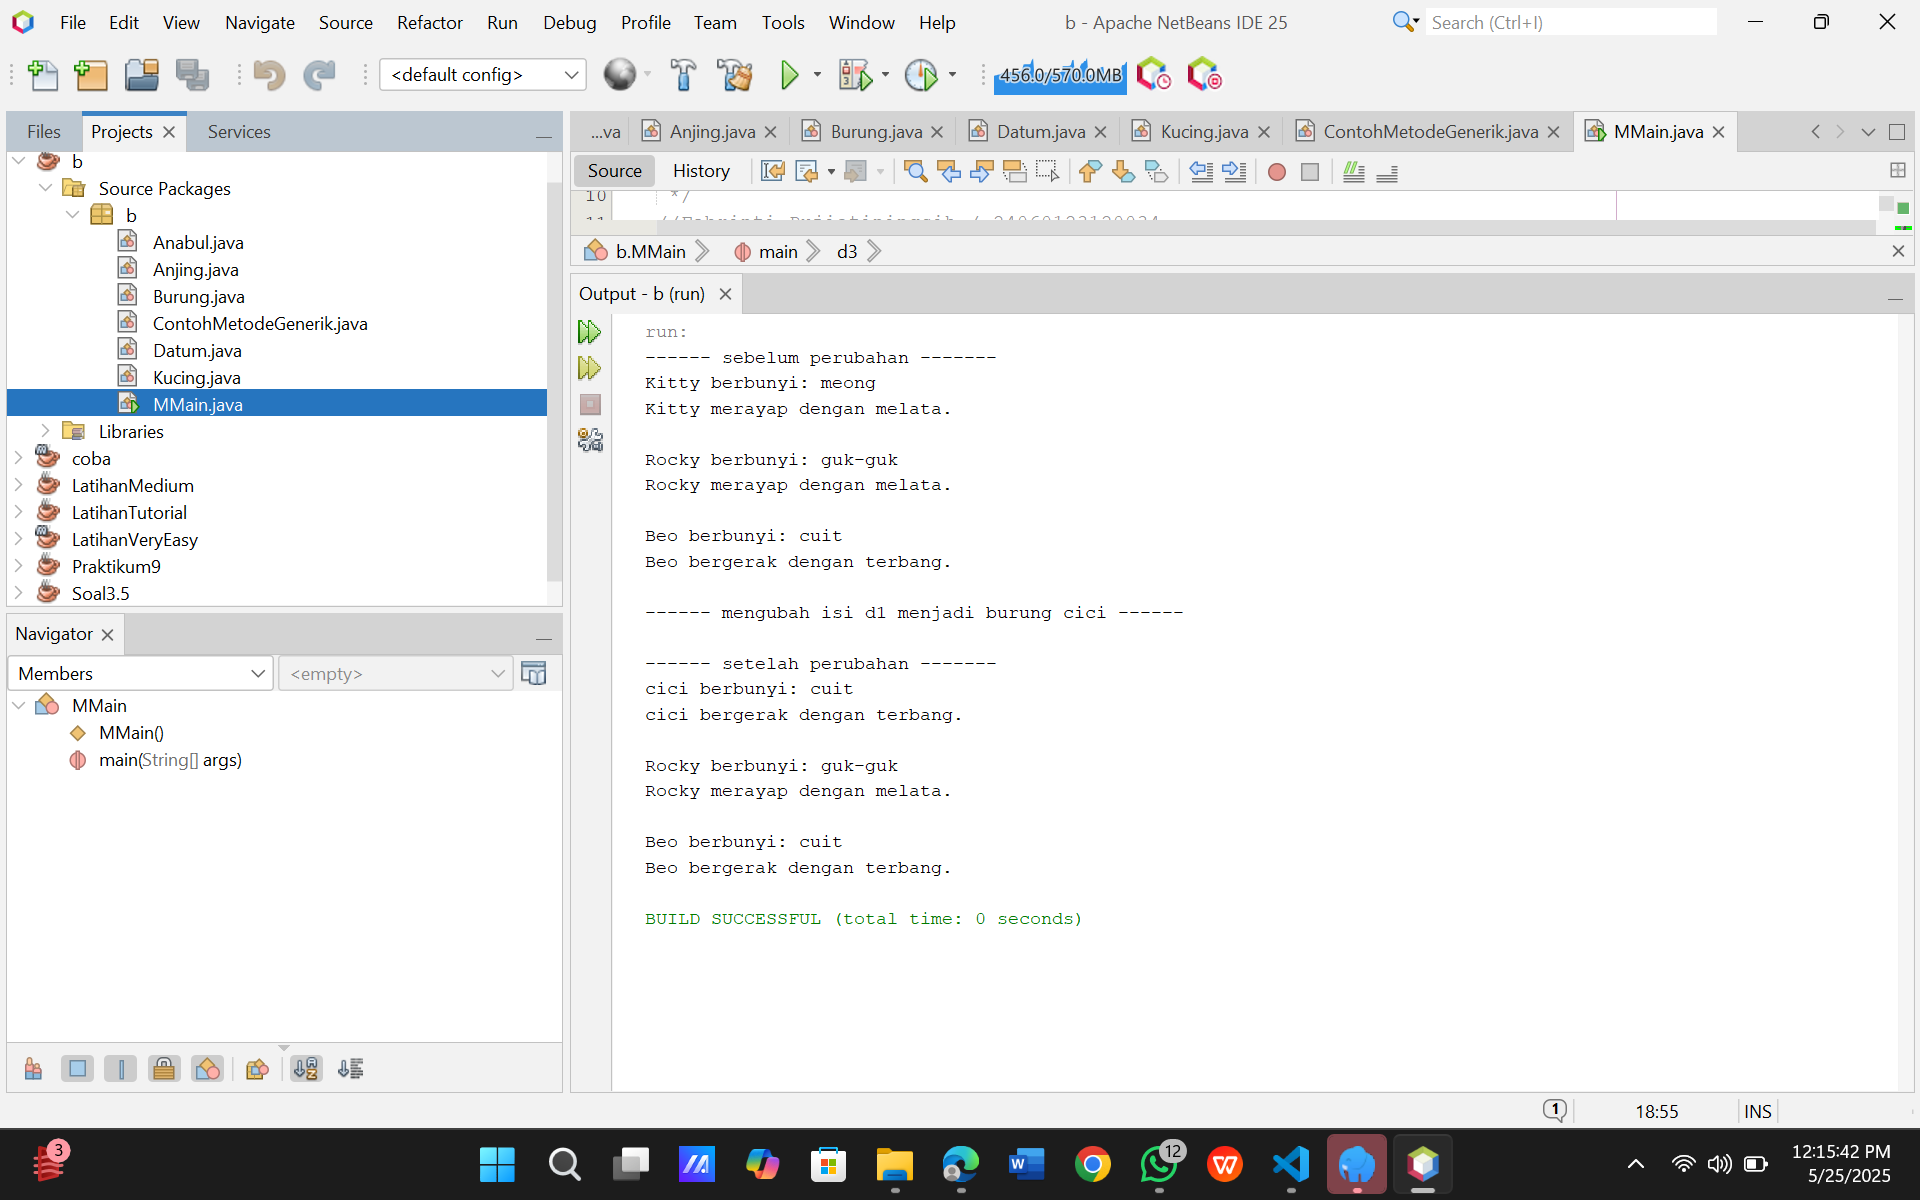 File Edit View Navigate Source Refactor Run Debug Profile Team Tools Window Help
b - Apache NetBeans IDE 25
Search (Ctrl+I)
<default config>
456.0/570.0MB
Files Projects Services
b
Source Packages
b
Anabul.java
Anjing.java
Burung.java
ContohMetodeGenerik.java
Datum.java
Kucing.java
MMain.java
Libraries
coba
LatihanMedium
LatihanTutorial
LatihanVeryEasy
Praktikum9
Soal3.5
Navigator
Members
<empty>
MMain
MMain()
main(String[] args)
...va Anjing.java Burung.java Datum.java Kucing.java ContohMetodeGenerik.java MMain.java
Source History
10 */
b.MMain main d3
Output - b (run)
run:
------ sebelum perubahan -------
Kitty berbunyi: meong
Kitty merayap dengan melata.
Rocky berbunyi: guk-guk
Rocky merayap dengan melata.
Beo berbunyi: cuit
Beo bergerak dengan terbang.
------ mengubah isi d1 menjadi burung cici ------
------ setelah perubahan -------
cici berbunyi: cuit
cici bergerak dengan terbang.
Rocky berbunyi: guk-guk
Rocky merayap dengan melata.
Beo berbunyi: cuit
Beo bergerak dengan terbang.
BUILD SUCCESSFUL (total time: 0 seconds)
1
18:55
INS
3
12
12:15:42 PM
5/25/2025